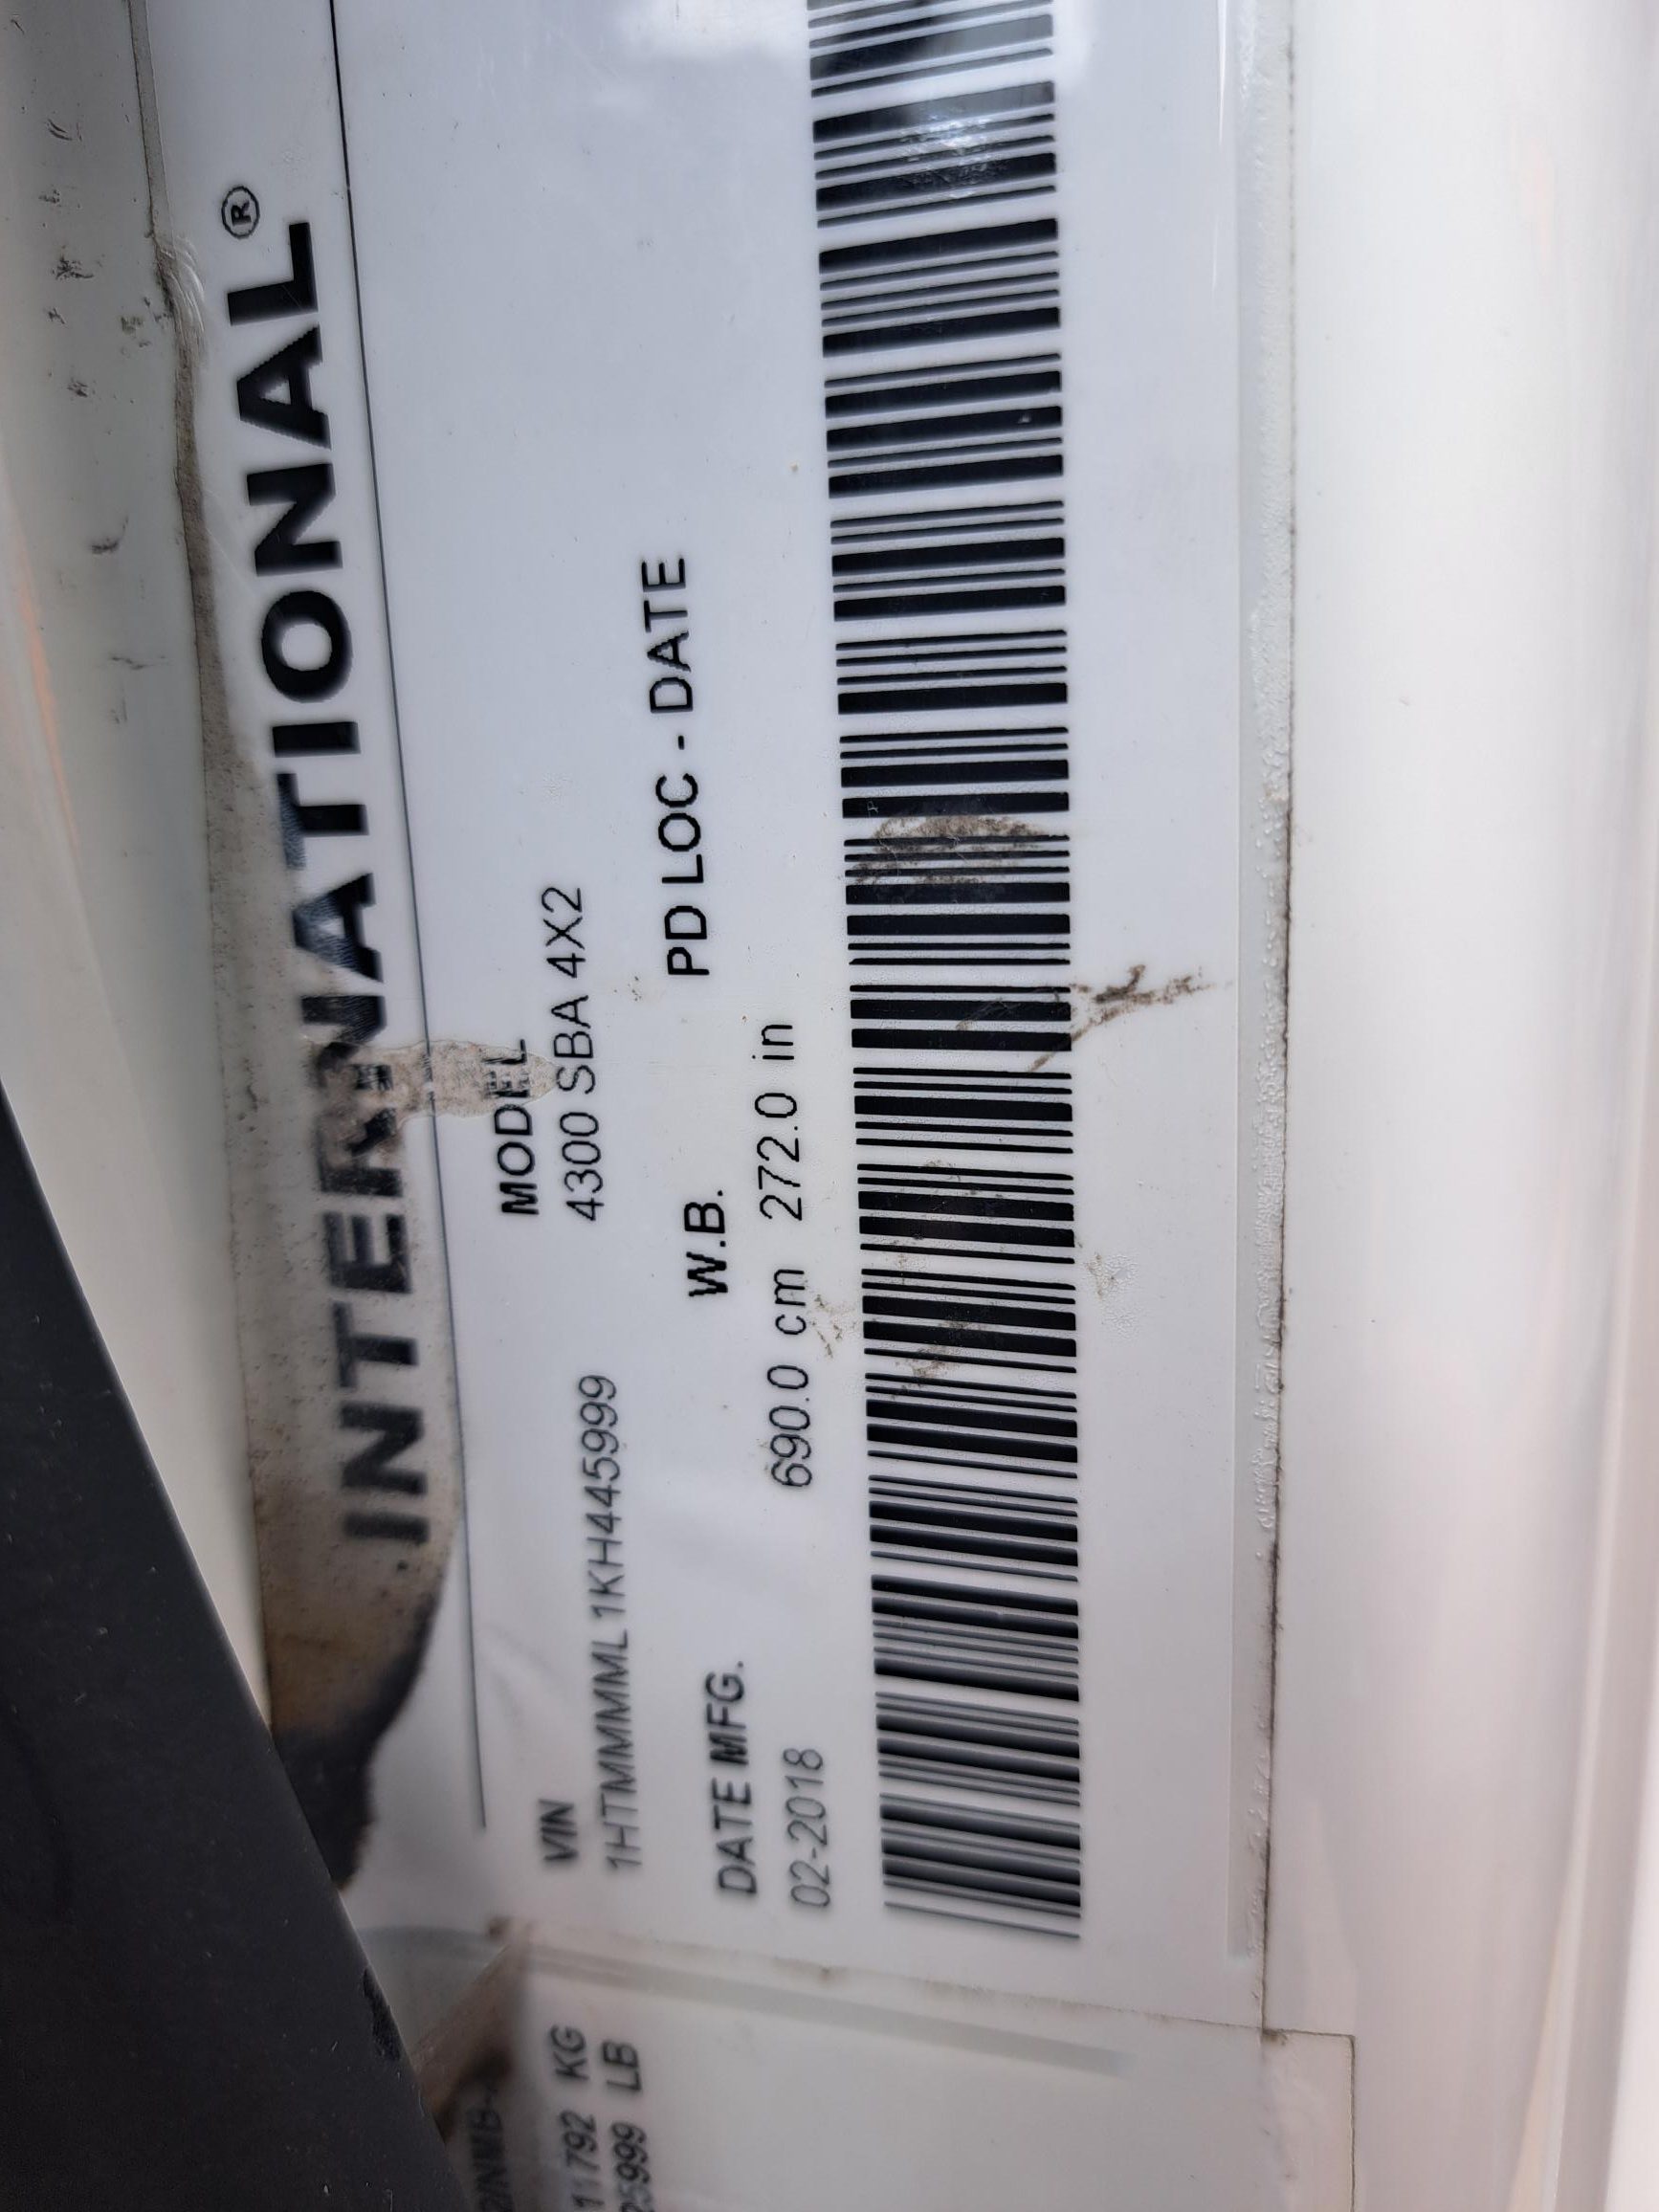 INTERNATIONAL®
VIN
MODEL
1HTMMMML1KH445999
4300 SBA 4X2
DATE MFG.
W.B.
PD LOC - DATE
02-2018
690.0 cm 272.0 in
11792 KG
25999 LB